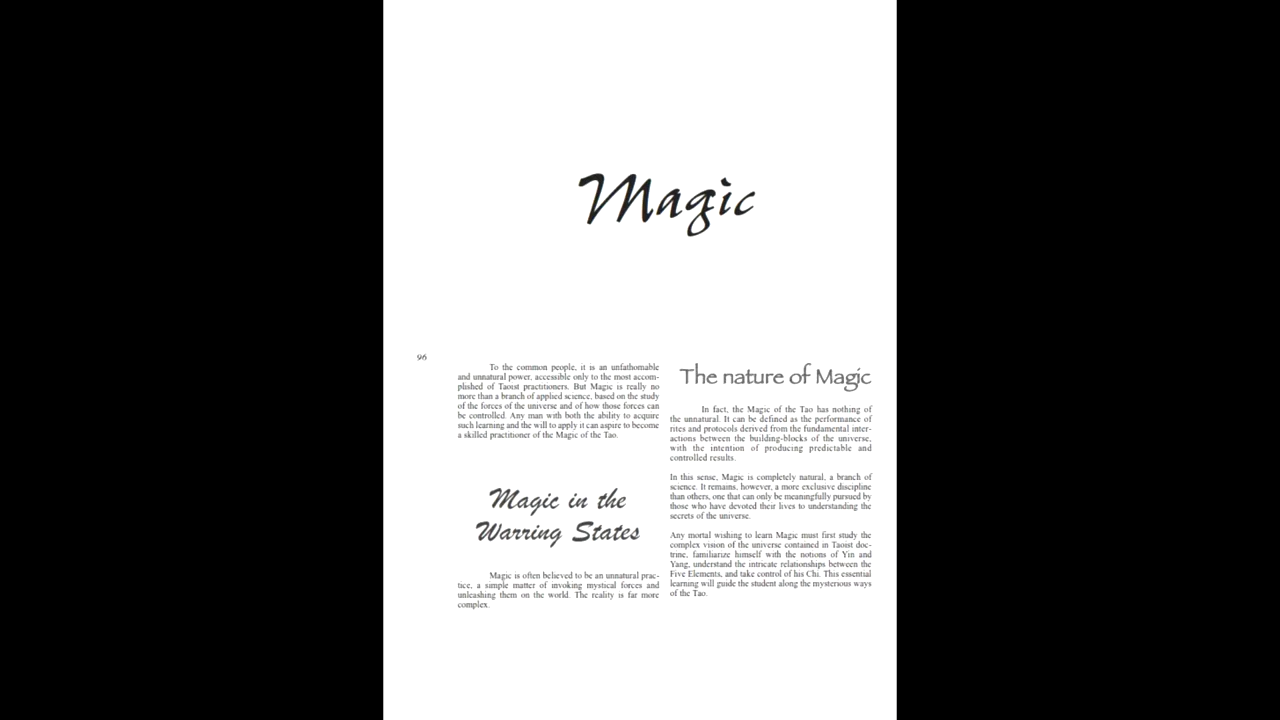 Magic
96
To the common people, it is an unfathomable
and unnatural power, accessible only to the most accom-
plished of Taoist practitioners. But Magic is really no
more than a branch of applied science, based on the study
of the forces of the universe and of how those forces can
be controlled. Any man with both the ability to acquire
such learning and the will to apply it can aspire to become
a skilled practitioner of the Magic of the Tao.
Magic in the
Warring States
Magic is often believed to be an unnatural prac-
tice, a simple matter of invoking mystical forces and
unleashing them on the world. The reality is far more
complex.
The nature of Magic
In fact, the Magic of the Tao has nothing of
the unnatural. It can be defined as the performance of
rites and protocols derived from the fundamental inter-
actions between the building-blocks of the universe,
with the intention of producing predictable and
controlled results.
In this sense, Magic is completely natural, a branch of
science. It remains, however, a more exclusive discipline
than others, one that can only be meaningfully pursued by
those who have devoted their lives to understanding the
secrets of the universe.
Any mortal wishing to learn Magic must first study the
complex vision of the universe contained in Taoist doc-
trine, familiarize himself with the notions of Yin and
Yang, understand the intricate relationships between the
Five Elements, and take control of his Chi. This essential
learning will guide the student along the mysterious ways
of the Tao.